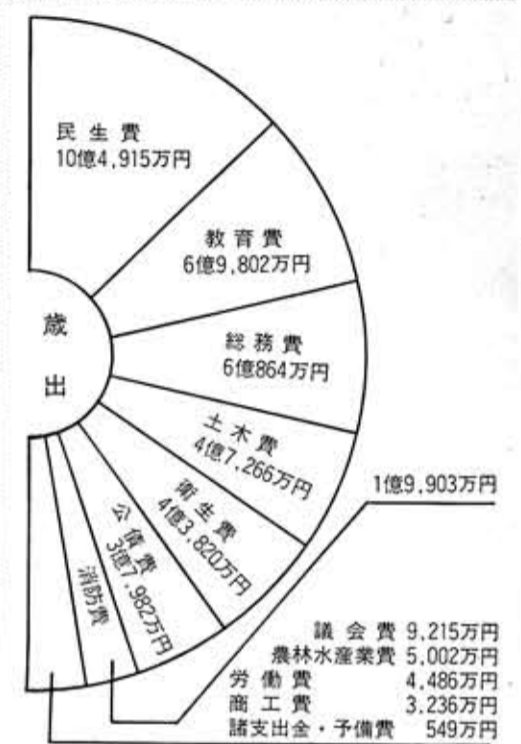 民生費
10億4,915万円
教育費
6億9,802万円
総務費
6億864万円
土木費
4億7,266万円
衛生費
4億3,820万円
公債費
3億7,982万円
消防費
1億9,903万円
歳出
議会費 9,215万円
農林水産業費 5,002万円
労働費 4,486万円
商工費 3,236万円
諸支出金・予備費 549万円